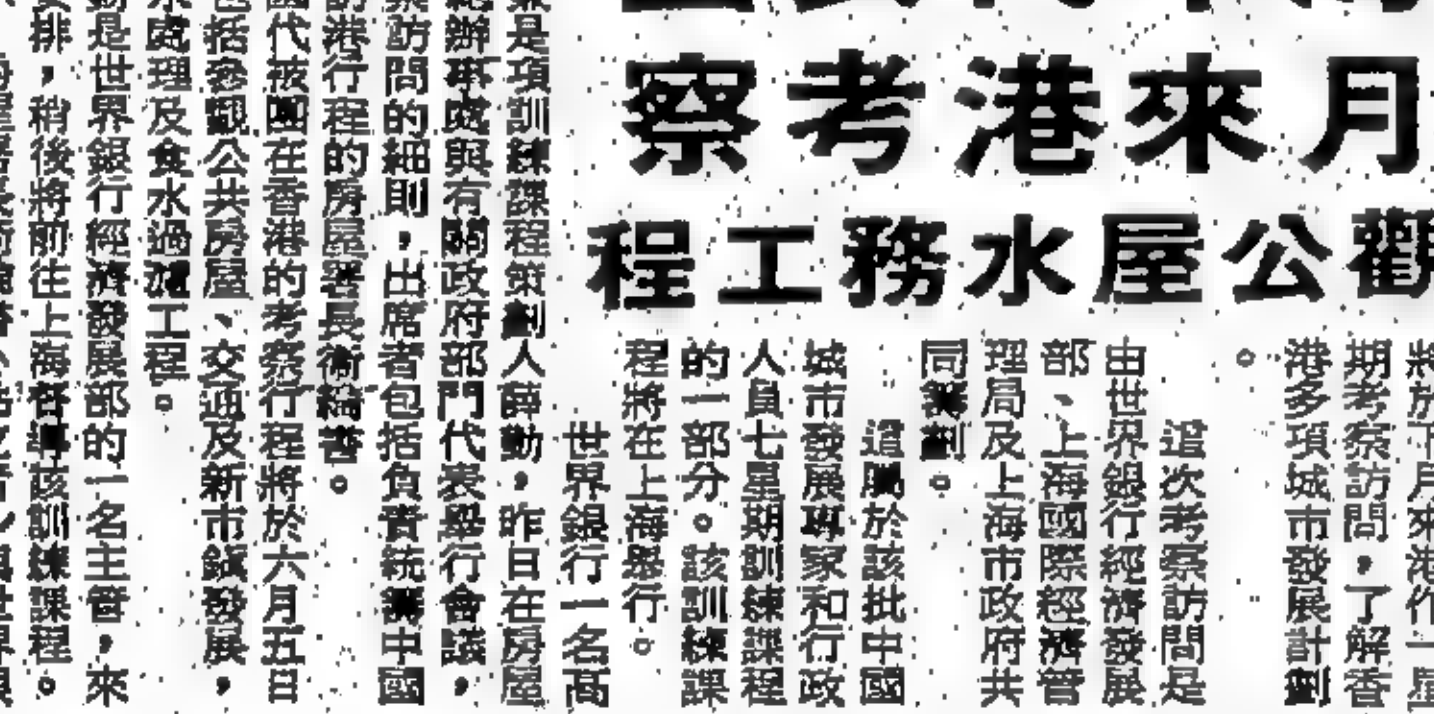 月來港考察
觀公屋水務工程
將於下月來港作一星
期考察訪問，了解香
港多項城市發展計劃
。
這次考察訪問是
由世界銀行經濟發展
部、上海國際經濟管
理局及上海市政府共
同籌劃。
這屬於該批中國
城市發展專家和行政
人員七星期訓練課程
的一部分。該訓練課
程將在上海舉行。
世界銀行一名高
是項訓練課程策劃人薛勤，昨日在房屋
辦事處與有關政府部門代表舉行會議，
訪問的細則，出席者包括負責統籌中國
訪港行程的房屋署長衛
代被團在香港的考察行程將於六月五日
括參觀公共房屋、交通及新市鎮發展，
水處理及食水過濾工程。
是世界銀行經濟發展部的一名主管，來
排，稍後將前往上海督導該訓練課程。